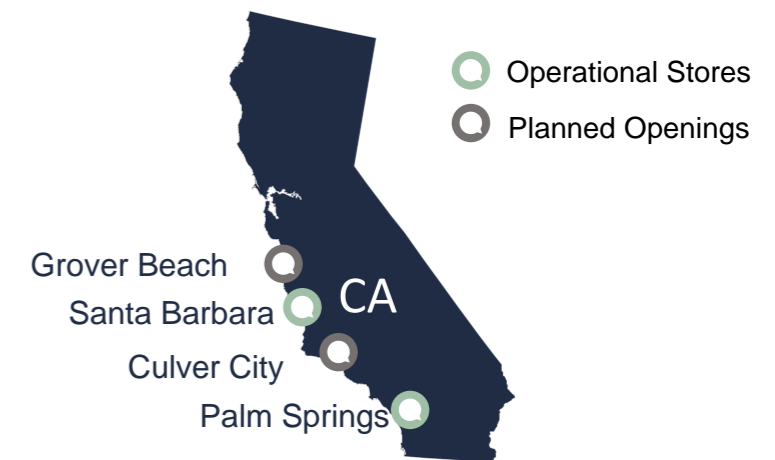 Operational Stores
Planned Openings
Grover Beach
CA
Santa Barbara
Culver City
Palm Springs